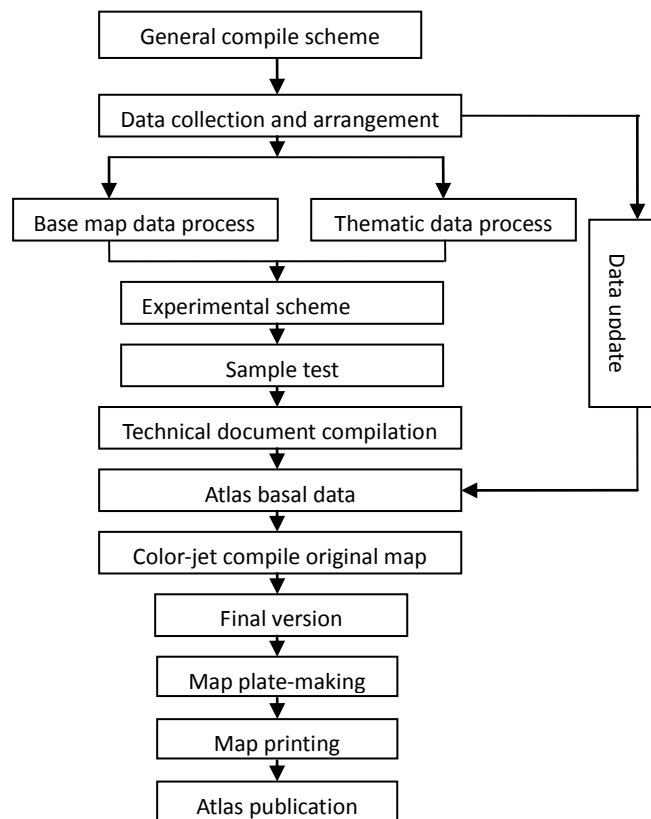 General compile scheme
Data collection and arrangement
Base map data process
Thematic data process
Data update
Experimental scheme
Sample test
Technical document compilation
Atlas basal data
Color-jet compile original map
Final version
Map plate-making
Map printing
Atlas publication